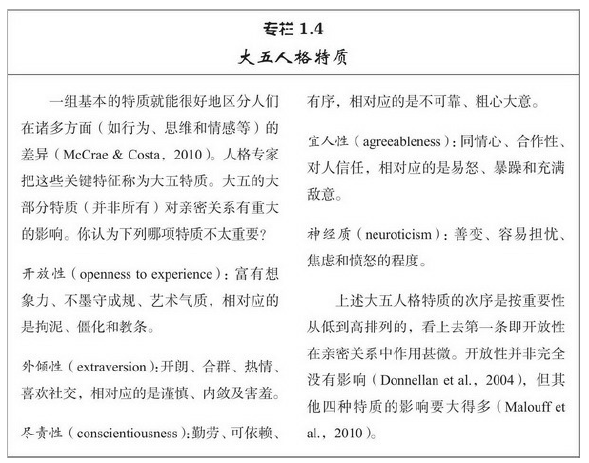 专栏 1.4
大五人格特质
一组基本的特质就能很好地区分人们
在诸多方面（如行为、思维和情感等）的
差异（McCrae & Costa，2010）。人格专家
把这些关键特征称为大五特质。大五的大
部分特质（并非所有）对亲密关系有重大
的影响。你认为下列哪项特质不太重要？
开放性（openness to experience）：富有想
象力、不墨守成规、艺术气质，相对应的
是拘泥、僵化和教条。
外倾性（extraversion）：开朗、合群、热情、
喜欢社交，相对应的是谨慎、内敛及害羞。
尽责性（conscientiousness）：勤劳、可依赖、
有序，相对应的是不可靠、粗心大意。
宜人性（agreeableness）：同情心、合作性、
对人信任，相对应的是易怒、暴躁和充满
敌意。
神经质（neuroticism）：善变、容易担忧、
焦虑和愤怒的程度。
上述大五人格特质的次序是按重要性
从低到高排列的，看上去第一条即开放性
在亲密关系中作用甚微。开放性并非完全
没有影响（Donnellan et al.，2004），但其
他四种特质的影响要大得多（Malouff et
al.，2010）。